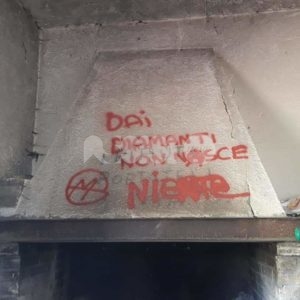 DAi
DIAMANTI
NON NASCE
NIENTE